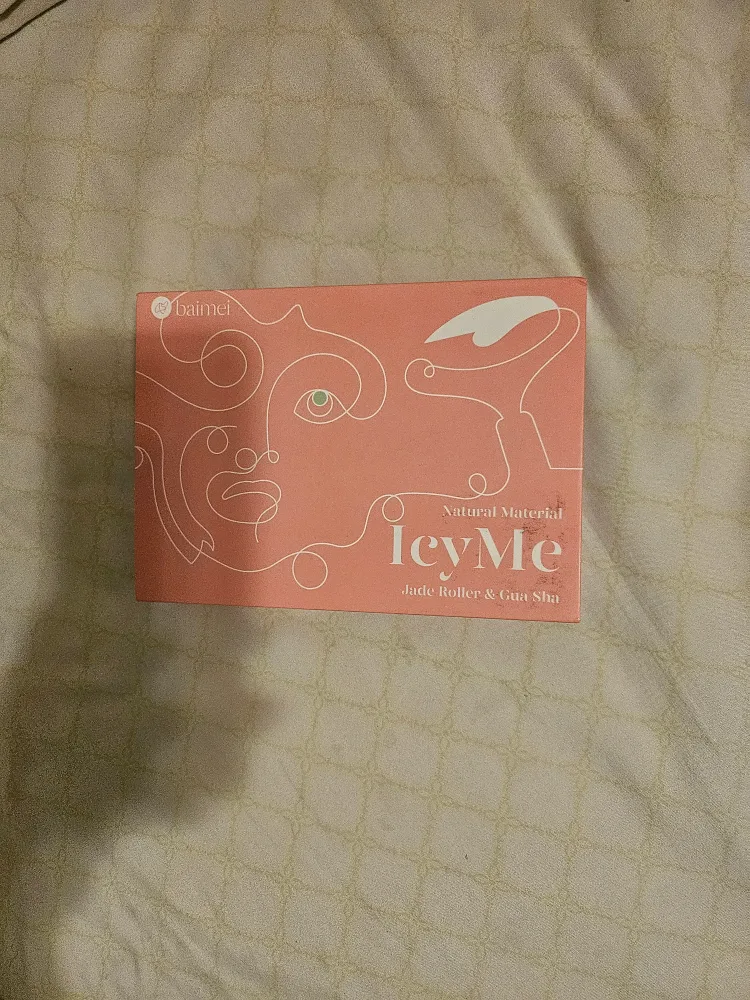 baimei
Natural Material
IcyMe
Jade Roller & Gua Sha